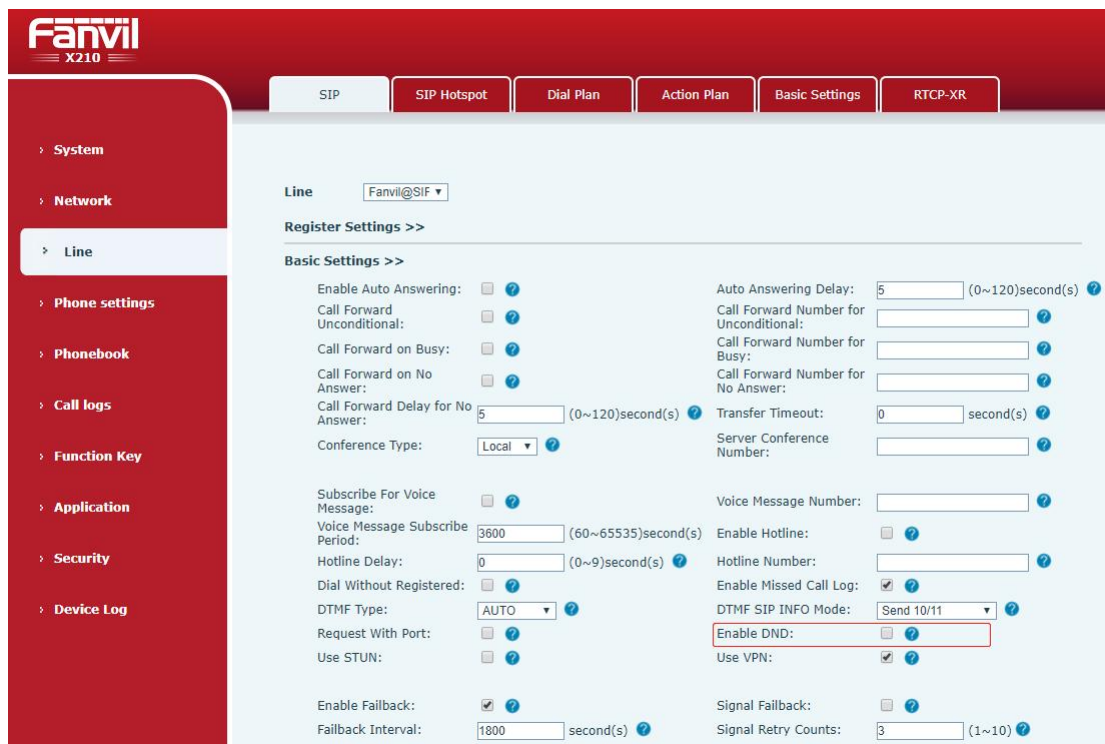 Fanvil
X210
SIP
SIP Hotspot
Dial Plan
Action Plan
Basic Settings
RTCP-XR
System
Network
Line
Phone settings
Phonebook
Call logs
Function Key
Application
Security
Device Log
Line Fanvil@SIF
Register Settings >>
Basic Settings >>
Enable Auto Answering: Auto Answering Delay: 5 (0~120)second(s)
Call Forward Unconditional: Call Forward Number for Unconditional:
Call Forward on Busy: Call Forward Number for Busy:
Call Forward on No Answer: Call Forward Number for No Answer:
Call Forward Delay for No Answer: 5 (0~120)second(s) Transfer Timeout: 0 second(s)
Conference Type: Local Server Conference Number:
Subscribe For Voice Message: Voice Message Number:
Voice Message Subscribe Period: 3600 (60~65535)second(s) Enable Hotline:
Hotline Delay: 0 (0~9)second(s) Hotline Number:
Dial Without Registered: Enable Missed Call Log:
DTMF Type: AUTO DTMF SIP INFO Mode: Send 10/11
Request With Port: Enable DND:
Use STUN: Use VPN:
Enable Failback: Signal Failback:
Failback Interval: 1800 second(s) Signal Retry Counts: 3 (1~10)